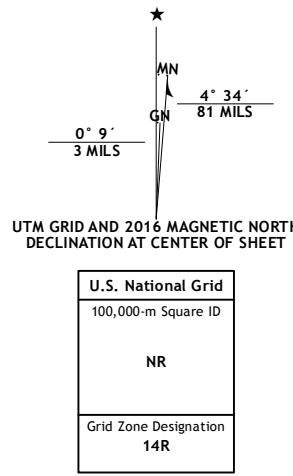 ★
MN
4° 34´
81 MILS
GN
0° 9´
3 MILS
UTM GRID AND 2016 MAGNETIC NORTH
DECLINATION AT CENTER OF SHEET
U.S. National Grid
100,000-m Square ID
NR
Grid Zone Designation
14R